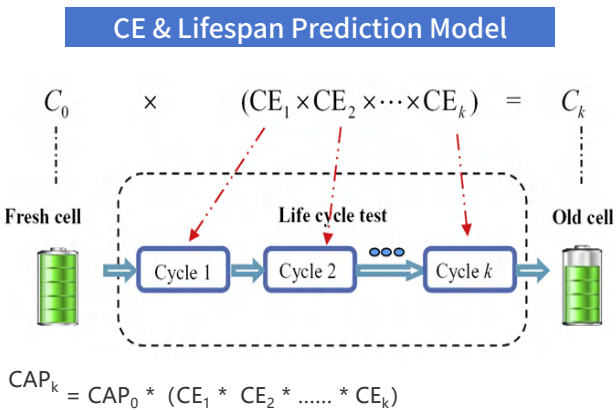 CE & Lifespan Prediction Model
C₀ × (CE₁×CE₂×⋯×CEₖ) = Cₖ
Fresh cell
Life cycle test
Old cell
Cycle 1
Cycle 2
Cycle k
CAPₖ = CAP₀ * (CE₁ * CE₂ * ...... * CEₖ)